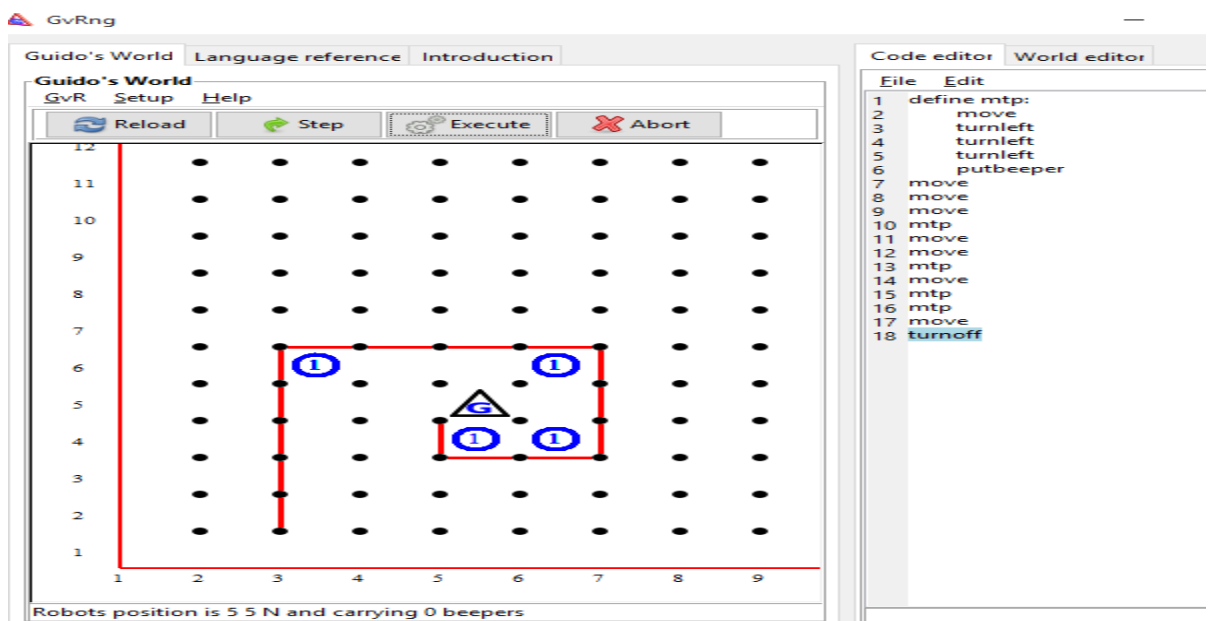 GvRng
Guido's World Language reference Introduction
Guido's World
GvR Setup Help
Reload Step Execute Abort
12
11
10
9
8
7
6
5
4
3
2
1
1 2 3 4 5 6 7 8 9
1 1
G
1 1
Robots position is 5 5 N and carrying 0 beepers
Code editor World editor
File Edit
1 define mtp:
2 move
3 turnleft
4 turnleft
5 turnleft
6 putbeeper
7 move
8 move
9 move
10 mtp
11 move
12 move
13 mtp
14 move
15 mtp
16 mtp
17 move
18 turnoff